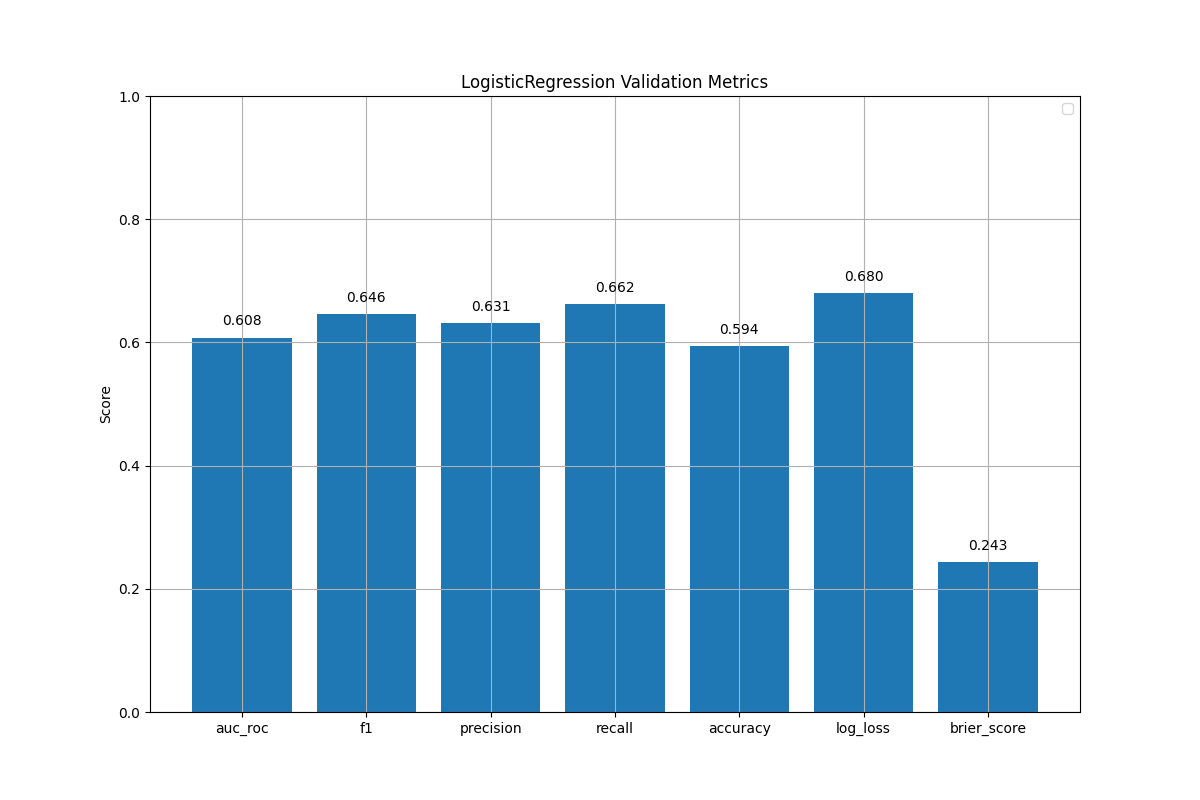 LogisticRegression Validation Metrics
1.0
0.8
0.6
0.4
0.2
0.0
Score
0.608
0.646
0.631
0.662
0.594
0.680
0.243
auc_roc
f1
precision
recall
accuracy
log_loss
brier_score